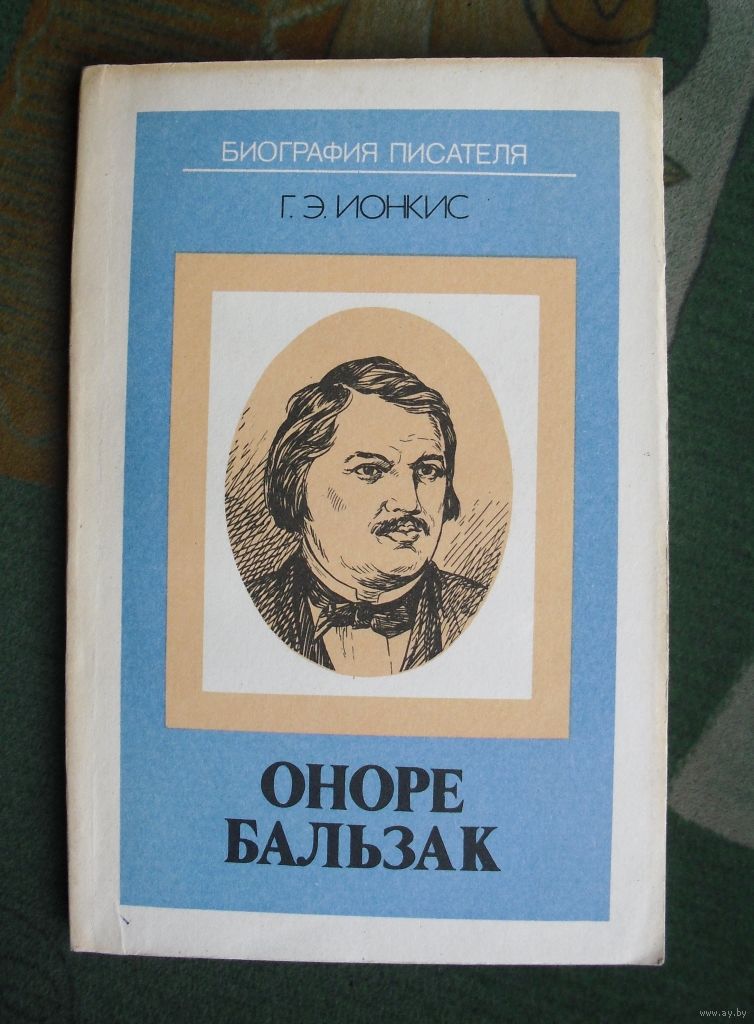 БИОГРАФИЯ ПИСАТЕЛЯ
Г. Э. ИОНКИС
ОНОРЕ
БАЛЬЗАК
www.ay.by